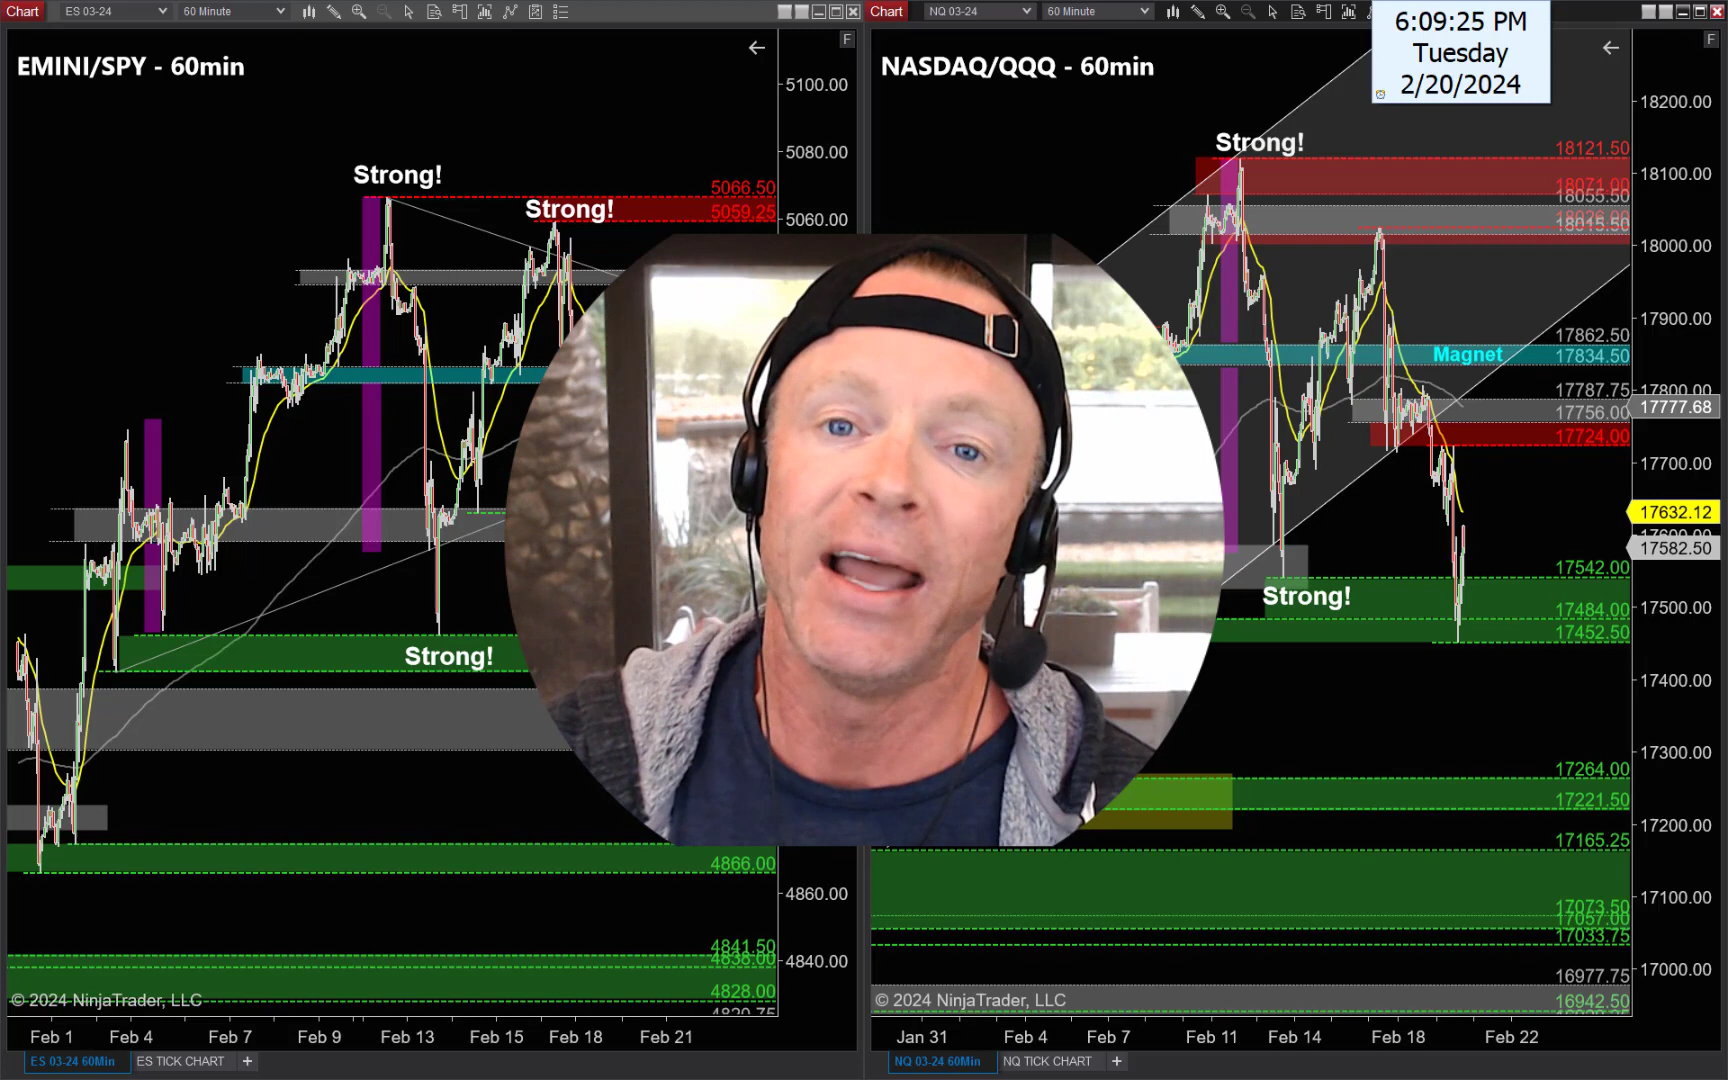 Chart
ES 03-24
60 Minute
Chart
NQ 03-24
60 Minute
6:09:25 PM
Tuesday
2/20/2024
EMINI/SPY - 60min
F
5100.00
5080.00
5060.00
Strong!
Strong!
5066.50
5059.25
Strong!
4866.00
4860.00
4841.50
4838.00
4840.00
4828.00
4820.75
© 2024 NinjaTrader, LLC
Feb 1
Feb 4
Feb 7
Feb 9
Feb 13
Feb 15
Feb 18
Feb 21
ES 03-24 60Min
ES TICK CHART
+
NASDAQ/QQQ - 60min
F
18200.00
Strong!
18121.50
18100.00
18071.00
18055.50
18026.00
18015.50
18000.00
17900.00
17862.50
Magnet
17834.50
17787.75
17800.00
17777.68
17756.00
17724.00
17700.00
17632.12
17600.00
17582.50
17542.00
Strong!
17484.00
17500.00
17452.50
17400.00
17300.00
17264.00
17221.50
17200.00
17165.25
17100.00
17073.50
17057.00
17033.75
17000.00
16977.75
16942.50
© 2024 NinjaTrader, LLC
Jan 31
Feb 4
Feb 7
Feb 11
Feb 14
Feb 18
Feb 22
NQ 03-24 60Min
NQ TICK CHART
+